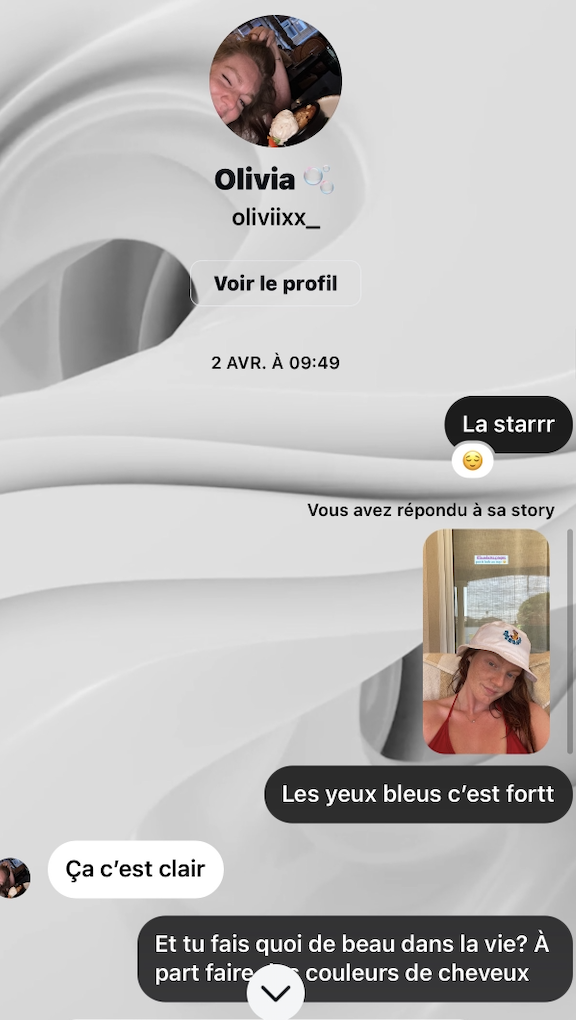 Olivia 🫧
oliviixx_
Voir le profil
2 AVR. À 09:49
La starrr
😌
Vous avez répondu à sa story
Les yeux bleus c’est fortt
Ça c’est clair
Et tu fais quoi de beau dans la vie? À
part faire couleurs de cheveux